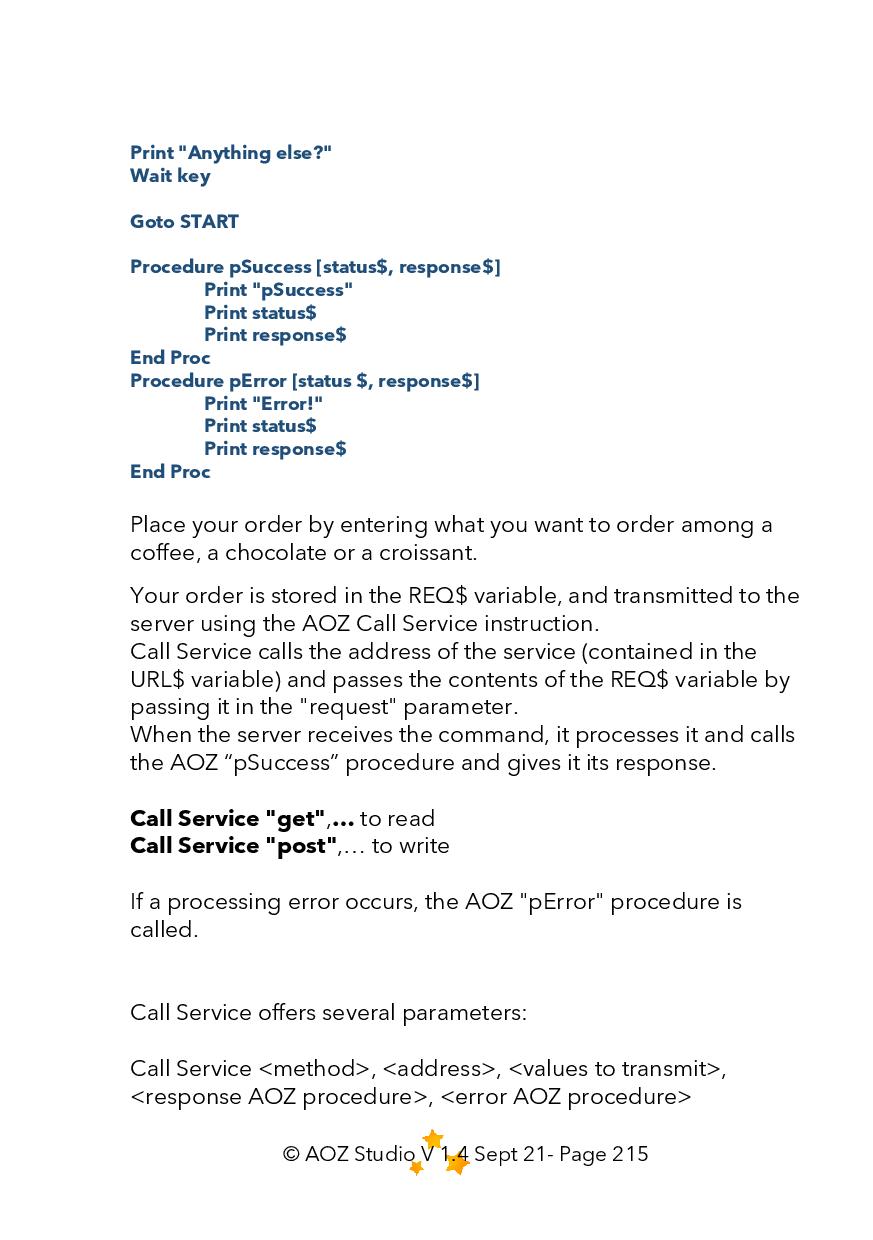 Print "Anything else?"
Wait key
Goto START
Procedure pSuccess [status$, response$]
Print "pSuccess"
Print status$
Print response$
End Proc
Procedure pError [status $, response$]
Print "Error!"
Print status$
Print response$
End Proc
Place your order by entering what you want to order among a
coffee, a chocolate or a croissant.
Your order is stored in the REQ$ variable, and transmitted to the
server using the AOZ Call Service instruction.
Call Service calls the address of the service (contained in the
URL$ variable) and passes the contents of the REQ$ variable by
passing it in the "request" parameter.
When the server receives the command, it processes it and calls
the AOZ “pSuccess” procedure and gives it its response.
Call Service "get",... to read
Call Service "post",... to write
If a processing error occurs, the AOZ "pError" procedure is
called.
Call Service offers several parameters:
Call Service <method>, <address>, <values to transmit>,
<response AOZ procedure>, <error AOZ procedure>
© AOZ Studio V 1.4 Sept 21- Page 215